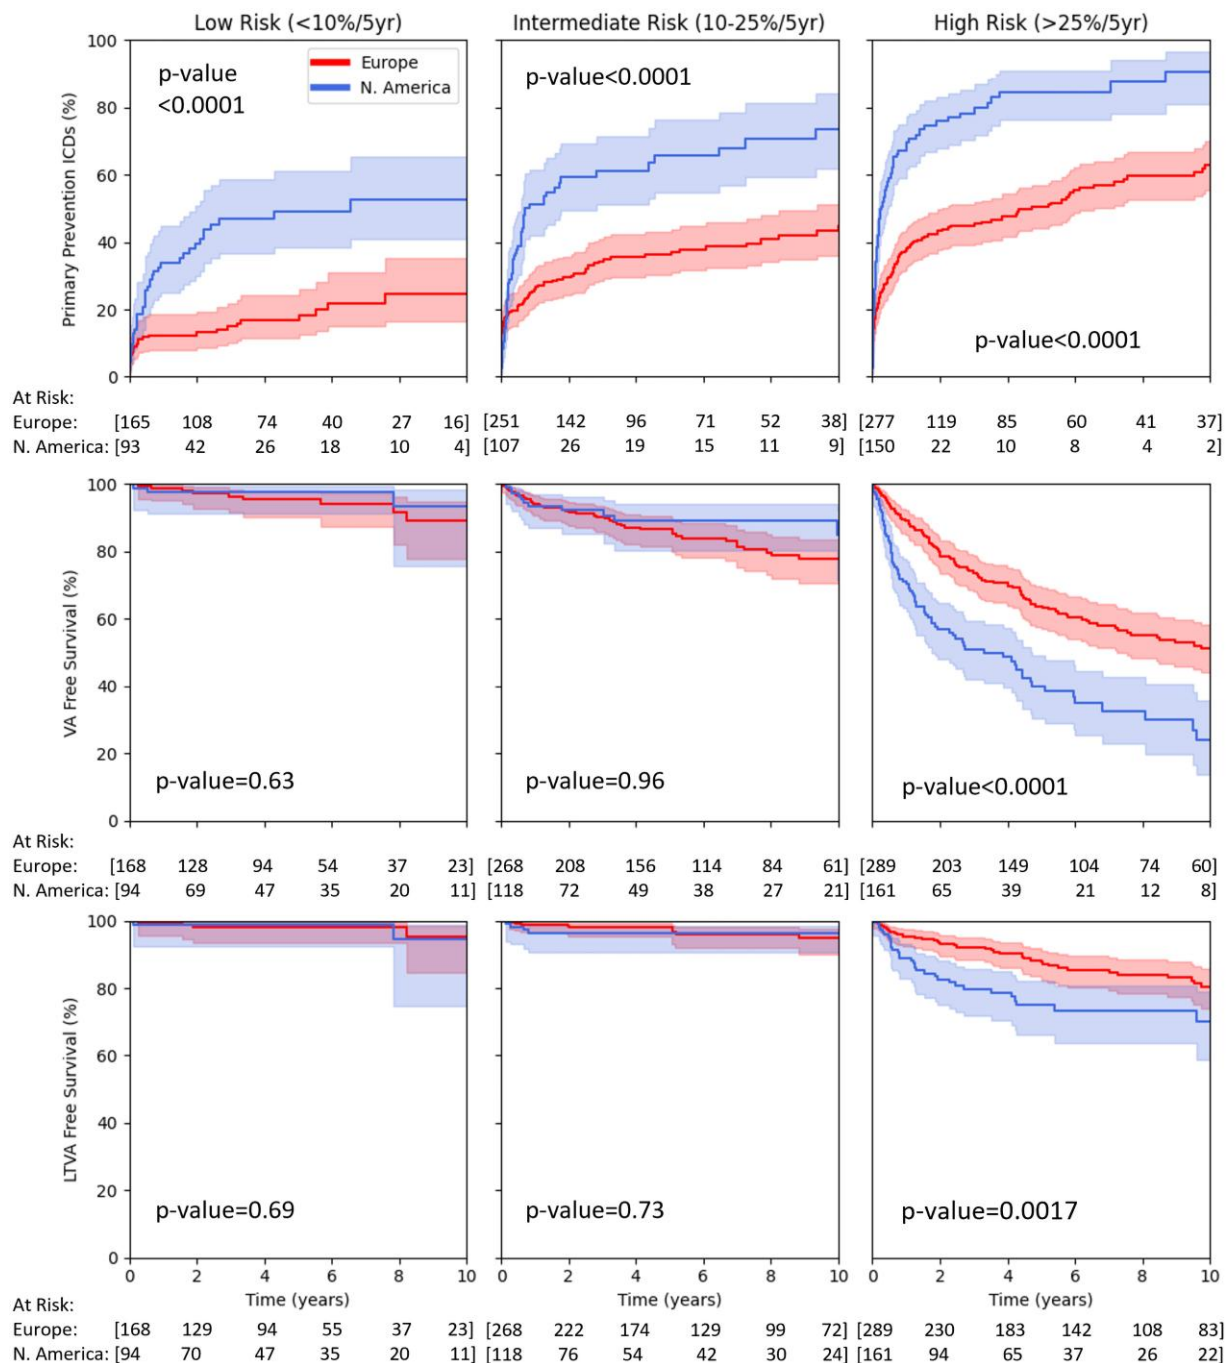 Low Risk (<10%/5yr) Intermediate Risk (10-25%/5yr) High Risk (>25%/5yr)
Primary Prevention ICDs (%)
100
80
60
40
20
0
p-value
<0.0001
Europe
N. America
p-value<0.0001
p-value<0.0001
At Risk:
Europe: [165 108 74 40 27 16] [251 142 96 71 52 38] [277 119 85 60 41 37]
N. America: [93 42 26 18 10 4] [107 26 19 15 11 9] [150 22 10 8 4 2]
VA Free Survival (%)
100
80
60
40
20
0
p-value=0.63
p-value=0.96
p-value<0.0001
At Risk:
Europe: [168 128 94 54 37 23] [268 208 156 114 84 61] [289 203 149 104 74 60]
N. America: [94 69 47 35 20 11] [118 72 49 38 27 21] [161 65 39 21 12 8]
LTVA Free Survival (%)
100
80
60
40
20
0
p-value=0.69
p-value=0.73
p-value=0.0017
0 2 4 6 8 10 0 2 4 6 8 10 0 2 4 6 8 10
Time (years) Time (years) Time (years)
At Risk:
Europe: [168 129 94 55 37 23] [268 222 174 129 99 72] [289 230 183 142 108 83]
N. America: [94 70 47 35 20 11] [118 76 54 42 30 24] [161 94 65 37 26 22]